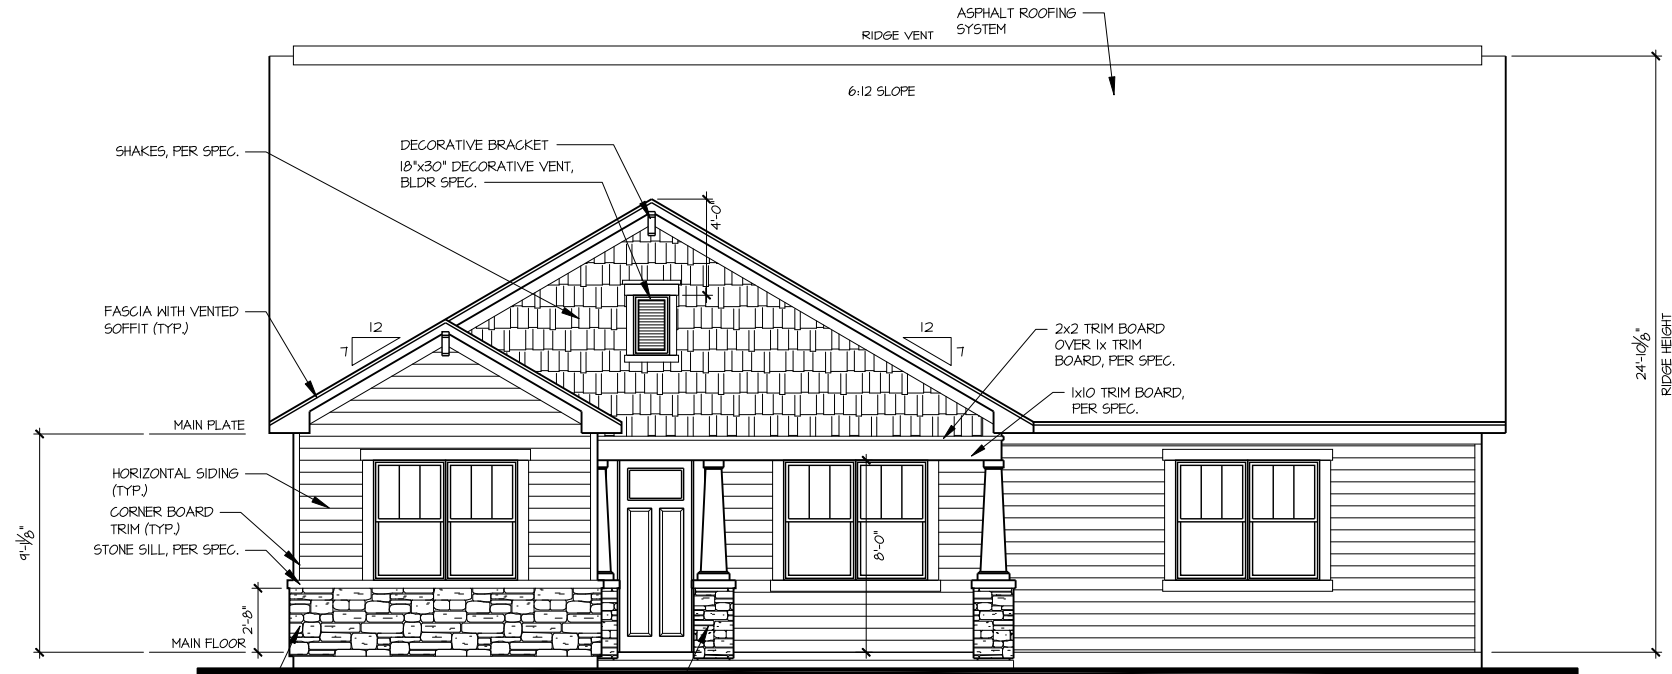 ASPHALT ROOFING
SYSTEM
RIDGE VENT
6:12 SLOPE
DECORATIVE BRACKET
18"x30" DECORATIVE VENT,
BLDR SPEC.
SHAKES, PER SPEC.
4'-0"
FASCIA WITH VENTED
SOFFIT (TYP.)
12
7
12
7
2x2 TRIM BOARD
OVER 1x TRIM
BOARD, PER SPEC.
1x10 TRIM BOARD,
PER SPEC.
24'-10⅛"
RIDGE HEIGHT
MAIN PLATE
HORIZONTAL SIDING
(TYP.)
CORNER BOARD
TRIM (TYP.)
STONE SILL, PER SPEC.
9'-1⅛"
8'-0"
2'-8"
MAIN FLOOR